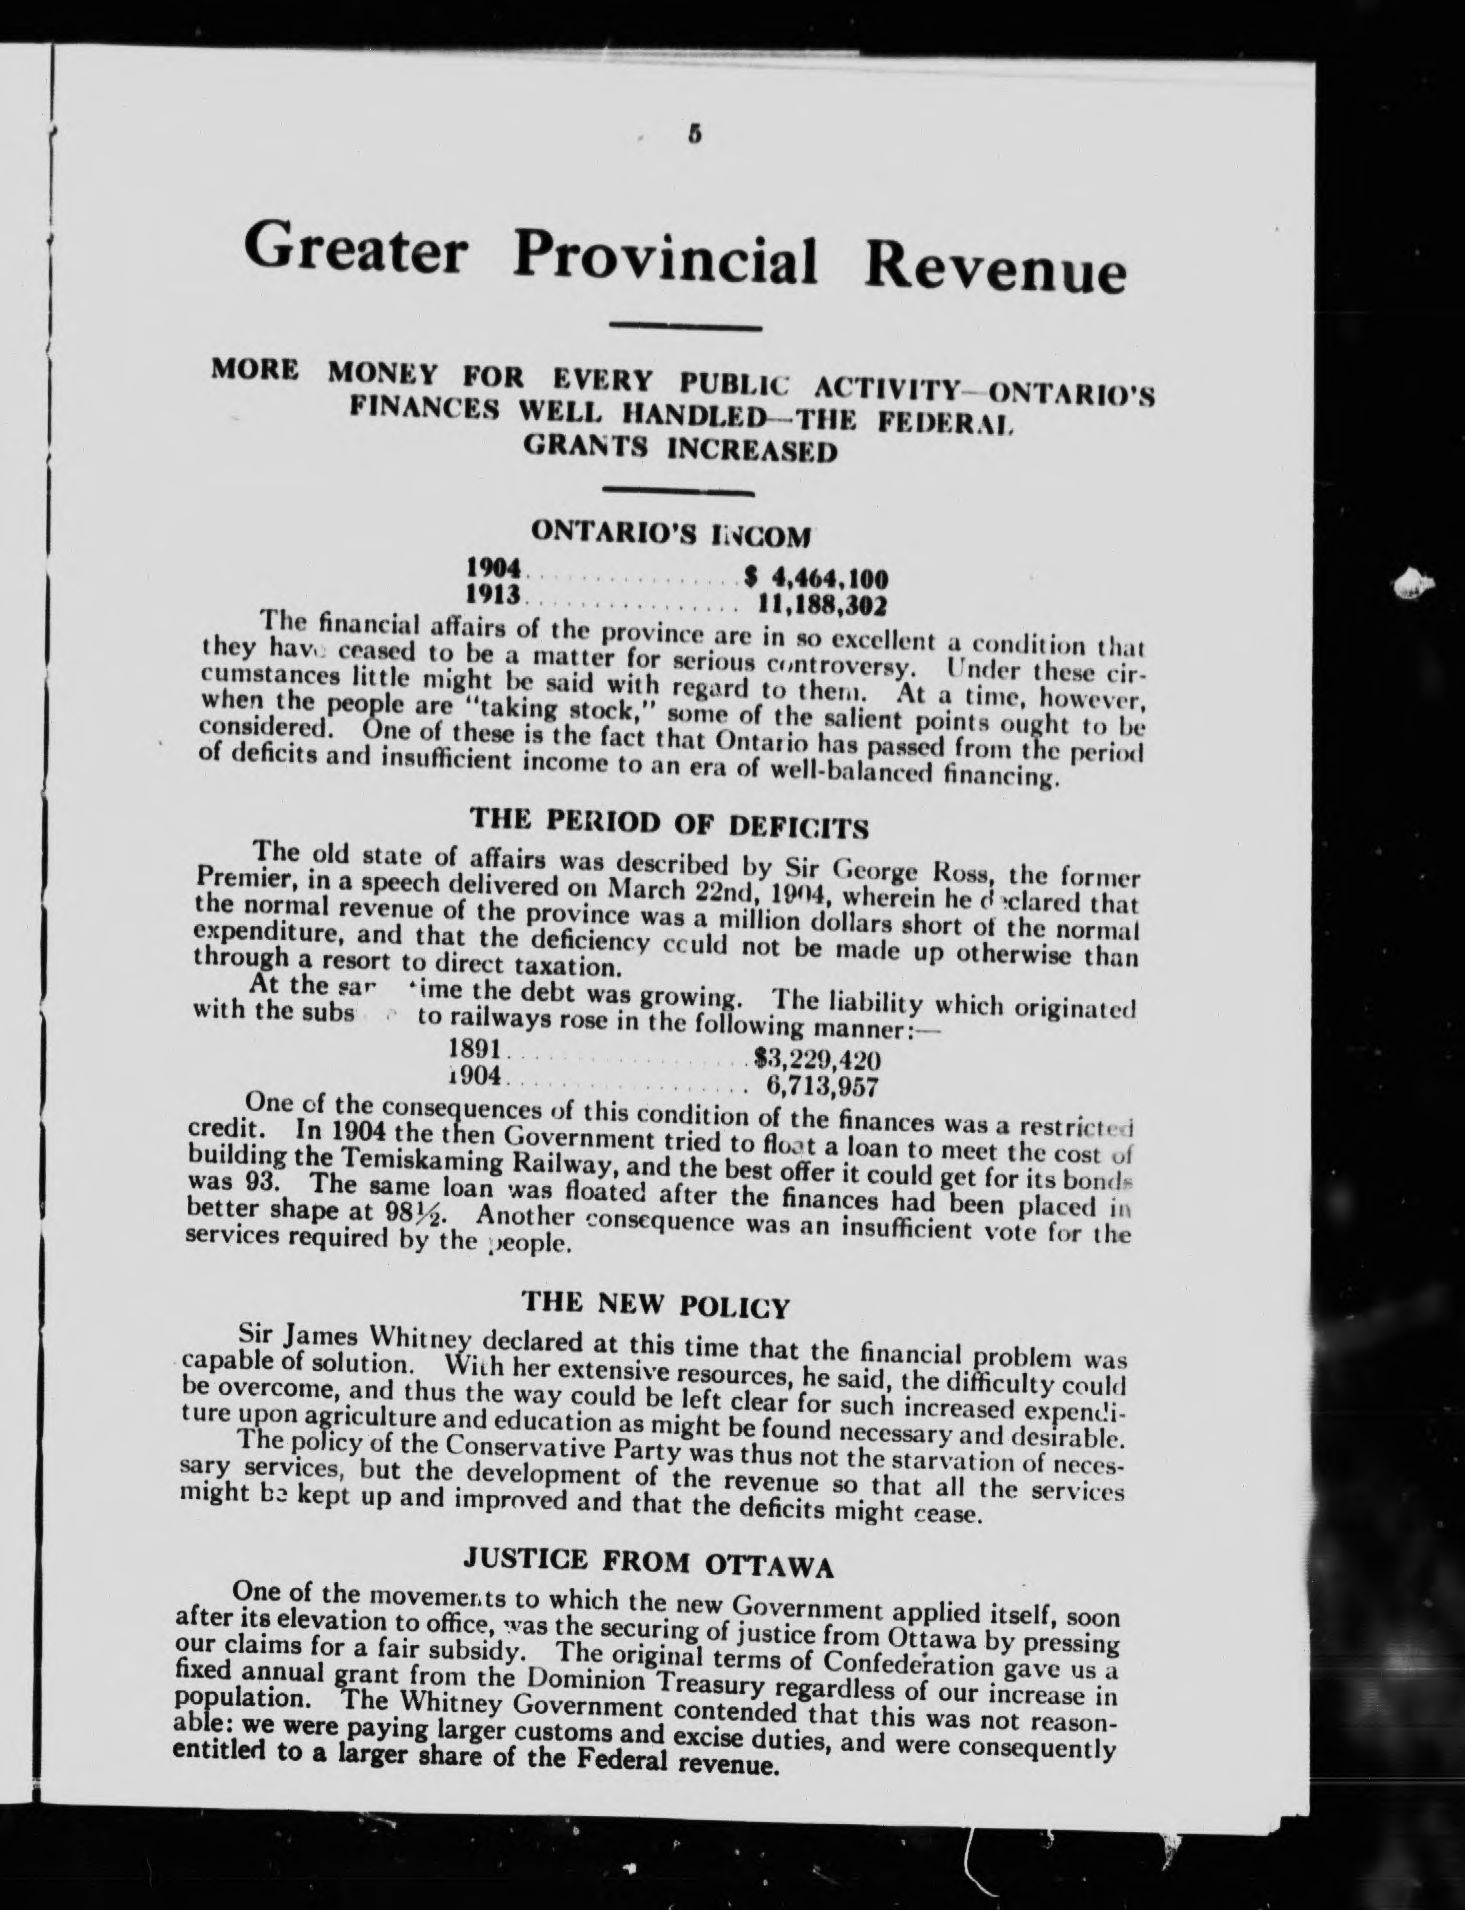 5
Greater Provincial Revenue
MORE MONEY FOR EVERY PUBLIC ACTIVITY—ONTARIO'S
FINANCES WELL HANDLED—THE FEDERAL
GRANTS INCREASED
ONTARIO'S INCOM
1904................$ 4,464,100
1913................ 11,188,302
The financial affairs of the province are in so excellent a condition that
they have ceased to be a matter for serious controversy. Under these cir-
cumstances little might be said with regard to them. At a time, however,
when the people are "taking stock," some of the salient points ought to be
considered. One of these is the fact that Ontario has passed from the period
of deficits and insufficient income to an era of well-balanced financing.
THE PERIOD OF DEFICITS
The old state of affairs was described by Sir George Ross, the former
Premier, in a speech delivered on March 22nd, 1904, wherein he declared that
the normal revenue of the province was a million dollars short of the normal
expenditure, and that the deficiency could not be made up otherwise than
through a resort to direct taxation.
At the time the debt was growing. The liability which originated
with the to railways rose in the following manner:—
1891..................$3,229,420
1904.................. 6,713,957
One of the consequences of this condition of the finances was a restricted
credit. In 1904 the then Government tried to float a loan to meet the cost of
building the Temiskaming Railway, and the best offer it could get for its bonds
was 93. The same loan was floated after the finances had been placed in
better shape at 98½. Another consequence was an insufficient vote for the
services required by the people.
THE NEW POLICY
Sir James Whitney declared at this time that the financial problem was
capable of solution. With her extensive resources, he said, the difficulty could
be overcome, and thus the way could be left clear for such increased expendi-
ture upon agriculture and education as might be found necessary and desirable.
The policy of the Conservative Party was thus not the starvation of neces-
sary services, but the development of the revenue so that all the services
might be kept up and improved and that the deficits might cease.
JUSTICE FROM OTTAWA
One of the movements to which the new Government applied itself, soon
after its elevation to office, was the securing of justice from Ottawa by pressing
our claims for a fair subsidy. The original terms of Confederation gave us a
fixed annual grant from the Dominion Treasury regardless of our increase in
population. The Whitney Government contended that this was not reason-
able: we were paying larger customs and excise duties, and were consequently
entitled to a larger share of the Federal revenue.